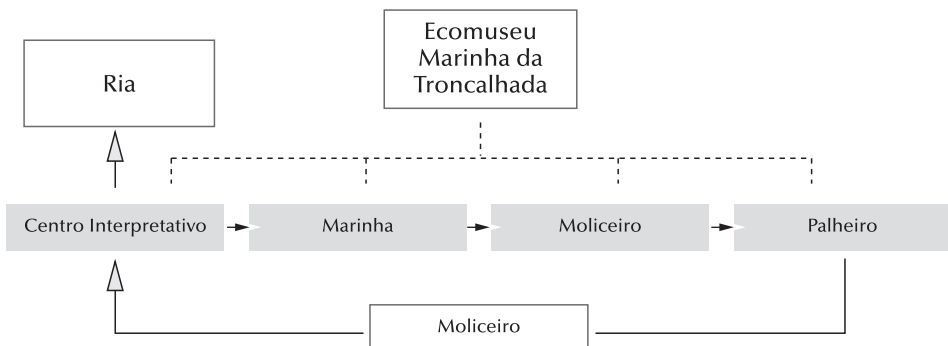 Ecomuseu
Marinha da
Troncalhada
Ria
Centro Interpretativo
Marinha
Moliceiro
Palheiro
Moliceiro